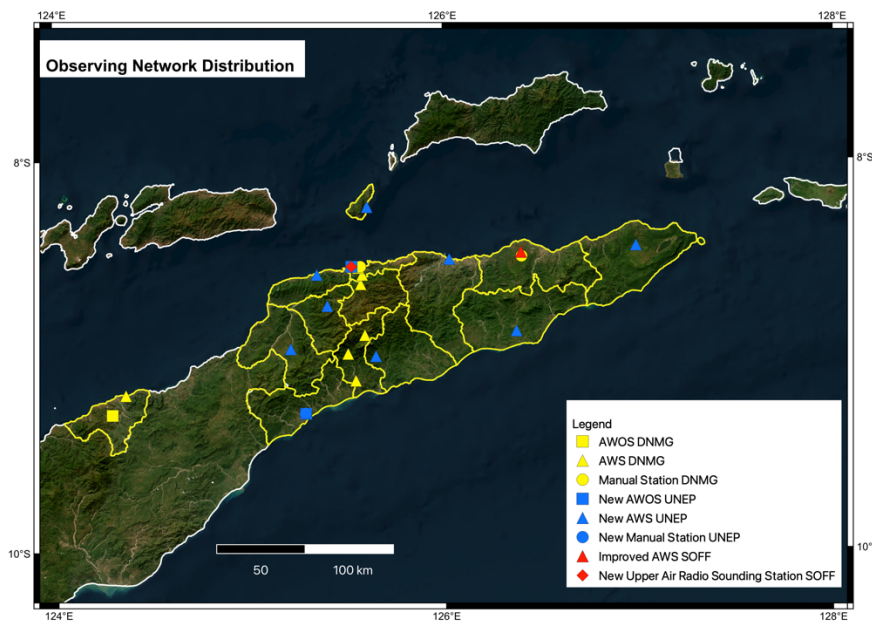 124°E 126°E 128°E
Observing Network Distribution
8°S 8°S
Legend
AWOS DNMG
AWS DNMG
Manual Station DNMG
New AWOS UNEP
New AWS UNEP
New Manual Station UNEP
Improved AWS SOFF
New Upper Air Radio Sounding Station SOFF
10°S 10°
50 100 km
124°E 126°E 128°E